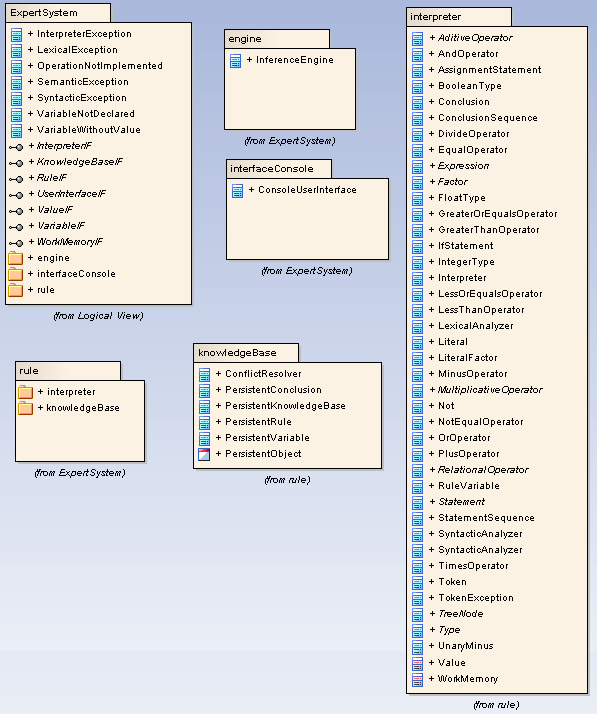 ExpertSystem
+ InterpreterException
+ LexicalException
+ OperationNotImplemented
+ SemanticException
+ SyntacticException
+ VariableNotDeclared
+ VariableWithoutValue
+ InterpreterIF
+ KnowledgeBaseIF
+ RuleIF
+ UserInterfaceIF
+ ValueIF
+ VariableIF
+ WorkMemoryIF
+ engine
+ interfaceConsole
+ rule
(from Logical View)
engine
+ InferenceEngine
(from ExpertSystem)
interfaceConsole
+ ConsoleUserInterface
(from ExpertSystem)
rule
+ interpreter
+ knowledgeBase
(from ExpertSystem)
knowledgeBase
+ ConflictResolver
+ PersistentConclusion
+ PersistentKnowledgeBase
+ PersistentRule
+ PersistentVariable
+ PersistentObject
(from rule)
interpreter
+ AditiveOperator
+ AndOperator
+ AssignmentStatement
+ BooleanType
+ Conclusion
+ ConclusionSequence
+ DivideOperator
+ EqualOperator
+ Expression
+ Factor
+ FloatType
+ GreaterOrEqualsOperator
+ GreaterThanOperator
+ IfStatement
+ IntegerType
+ Interpreter
+ LessOrEqualsOperator
+ LessThanOperator
+ LexicalAnalyzer
+ Literal
+ LiteralFactor
+ MinusOperator
+ MultiplicativeOperator
+ Not
+ NotEqualOperator
+ OrOperator
+ PlusOperator
+ RelationalOperator
+ RuleVariable
+ Statement
+ StatementSequence
+ SyntacticAnalyzer
+ SyntacticAnalyzer
+ TimesOperator
+ Token
+ TokenException
+ TreeNode
+ Type
+ UnaryMinus
+ Value
+ WorkMemory
(from rule)